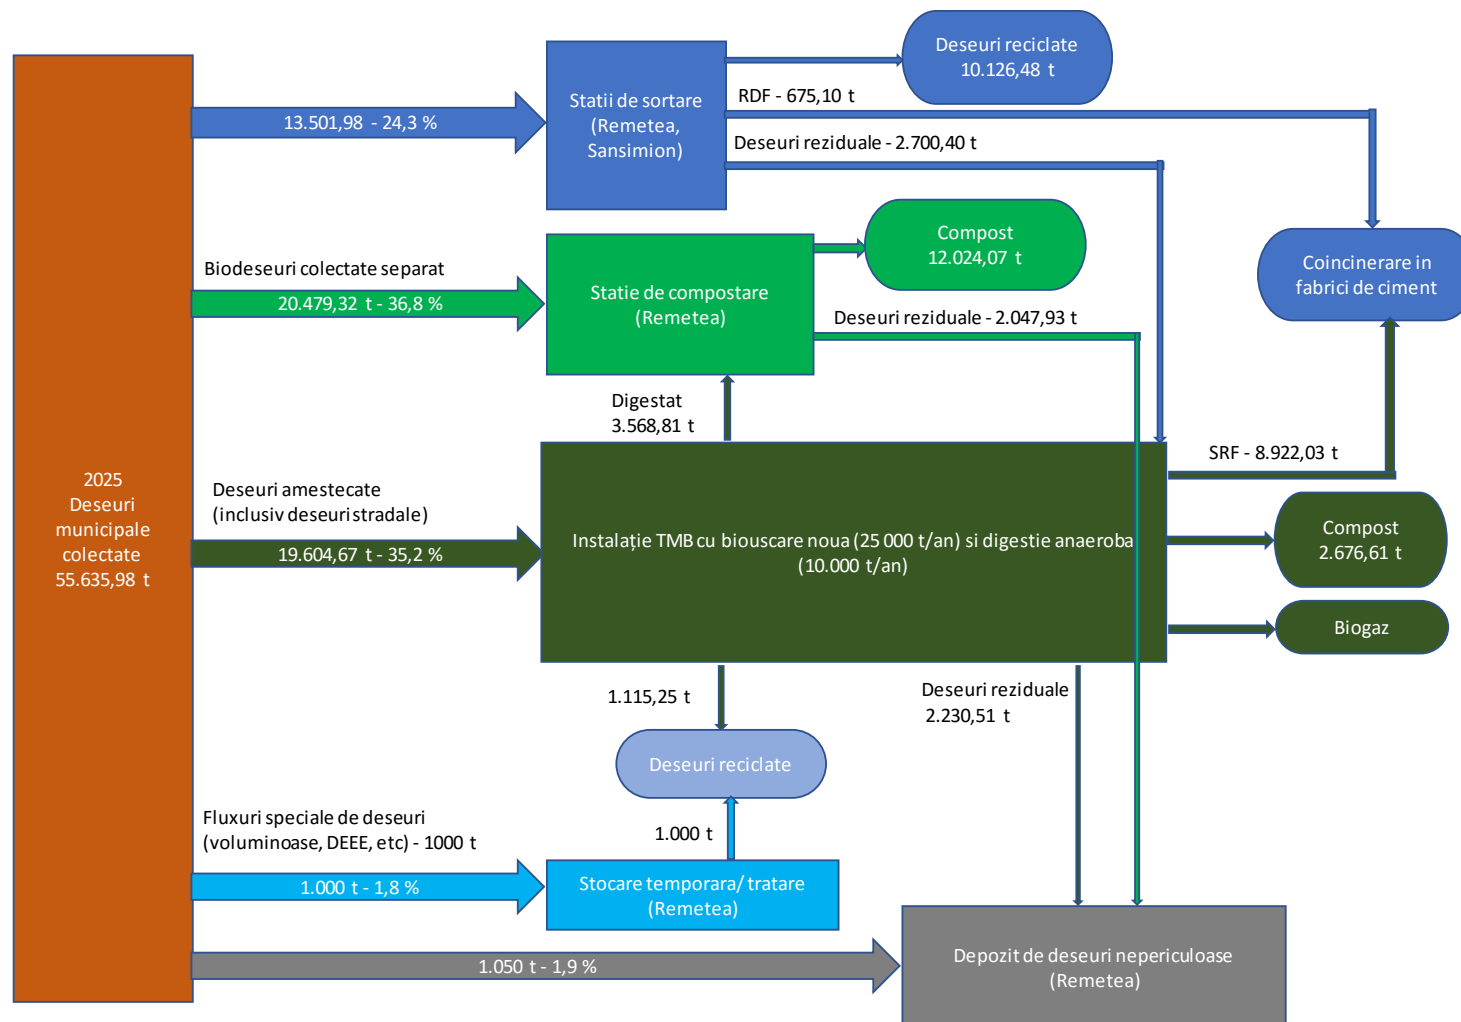 2025
Deseuri
municipale
colectate
55.635,98 t
13.501,98 - 24,3 %
Statii de sortare
(Remetea,
Sansimion)
Deseuri reciclate
10.126,48 t
RDF - 675,10 t
Deseuri reziduale - 2.700,40 t
Biodeseuri colectate separat
20.479,32 t - 36,8 %
Statie de compostare
(Remetea)
Compost
12.024,07 t
Deseuri reziduale - 2.047,93 t
Coincinerare in
fabrici de ciment
Digestat
3.568,81 t
Deseuri amestecate
(inclusiv deseuri stradale)
19.604,67 t - 35,2 %
Instalație TMB cu biouscare noua (25 000 t/an) si digestie anaeroba
(10.000 t/an)
SRF - 8.922,03 t
Compost
2.676,61 t
Biogaz
1.115,25 t
Deseuri reziduale
2.230,51 t
Deseuri reciclate
Fluxuri speciale de deseuri
(voluminoase, DEEE, etc) - 1000 t
1.000 t
1.000 t - 1,8 %
Stocare temporara/ tratare
(Remetea)
1.050 t - 1,9 %
Depozit de deseuri nepericuloase
(Remetea)